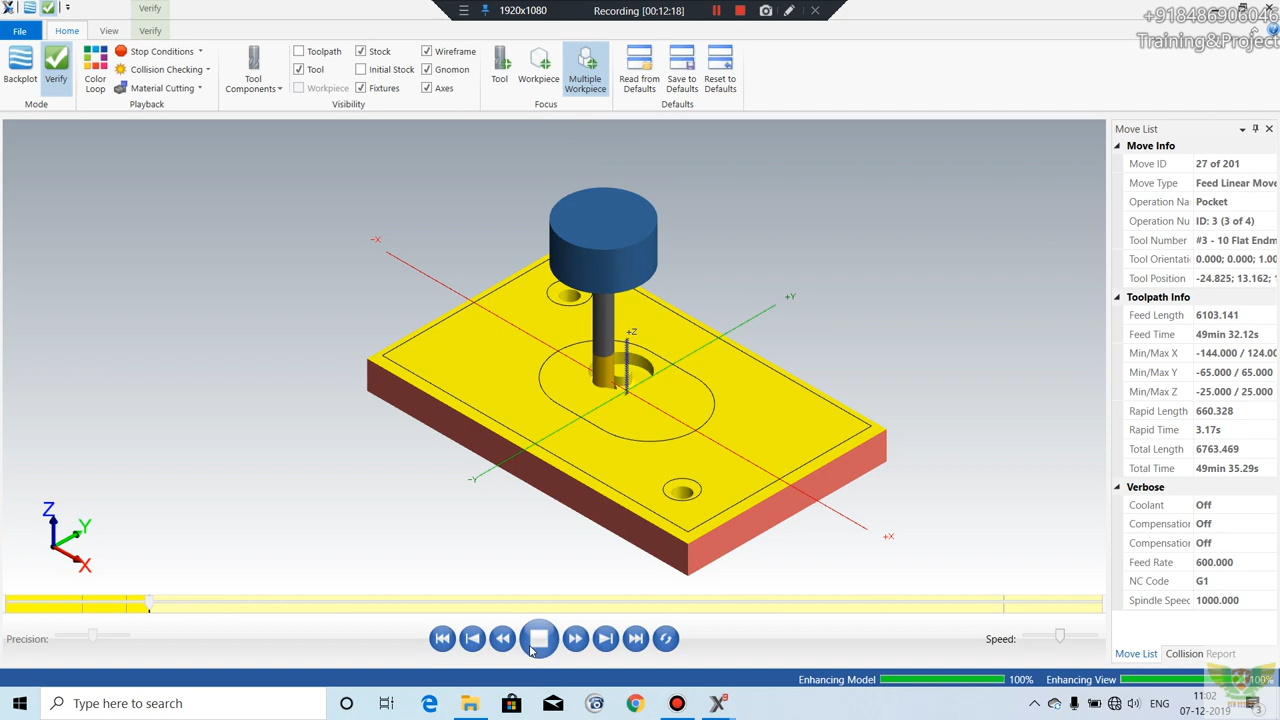 1920x1080
Recording [00:12:18]
+918486906046
Training&Project
Verify
File
Home
View
Verify
Backplot
Verify
Mode
Color Loop
Stop Conditions
Collision Checking
Material Cutting
Playback
Tool Components
Toolpath
Tool
Workpiece
Stock
Initial Stock
Fixtures
Wireframe
Gnomon
Axes
Visibility
Tool
Workpiece
Multiple Workpiece
Focus
Read from Defaults
Save to Defaults
Reset to Defaults
Defaults
-X
+Y
+Z
-Y
+X
Z
Y
X
Move List
Move Info
Move ID 27 of 201
Move Type Feed Linear Move
Operation Na Pocket
Operation Nu ID: 3 (3 of 4)
Tool Number #3 - 10 Flat Endm
Tool Orientati 0.000; 0.000; 1.00
Tool Position -24.825; 13.162;
Toolpath Info
Feed Length 6103.141
Feed Time 49min 32.12s
Min/Max X -144.000 / 124.00
Min/Max Y -65.000 / 65.000
Min/Max Z -25.000 / 25.000
Rapid Length 660.328
Rapid Time 3.17s
Total Length 6763.469
Total Time 49min 35.29s
Verbose
Coolant Off
Compensation Off
Compensation Off
Feed Rate 600.000
NC Code G1
Spindle Speed 1000.000
Precision:
Speed:
Move List
Collision Report
Enhancing Model 100%
Enhancing View 100%
Type here to search
ENG
11:02
07-12-2019